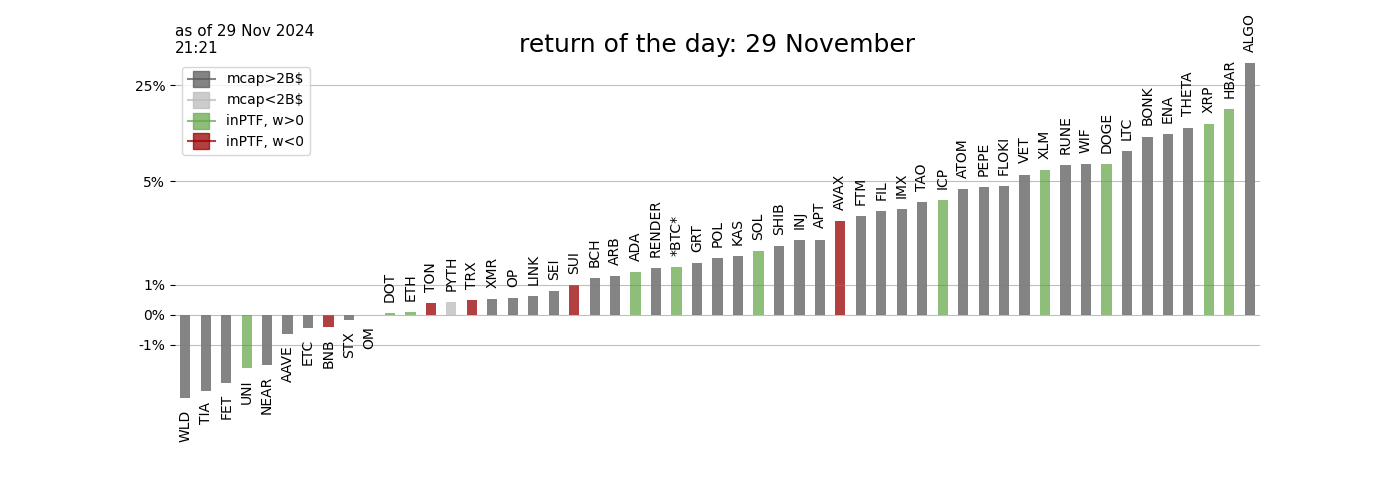 as of 29 Nov 2024
21:21
return of the day: 29 November
mcap>2B$
mcap<2B$
inPTF, w>0
inPTF, w<0
25%
5%
1%
0%
-1%
WLD
TIA
FET
UNI
NEAR
AAVE
ETC
BNB
STX
OM
DOT
ETH
TON
PYTH
TRX
XMR
OP
LINK
SEI
SUI
BCH
ARB
ADA
RENDER
*BTC*
GRT
POL
KAS
SOL
SHIB
INJ
APT
AVAX
FTM
FIL
IMX
TAO
ICP
ATOM
PEPE
FLOKI
VET
XLM
RUNE
WIF
DOGE
LTC
BONK
ENA
THETA
XRP
HBAR
ALGO